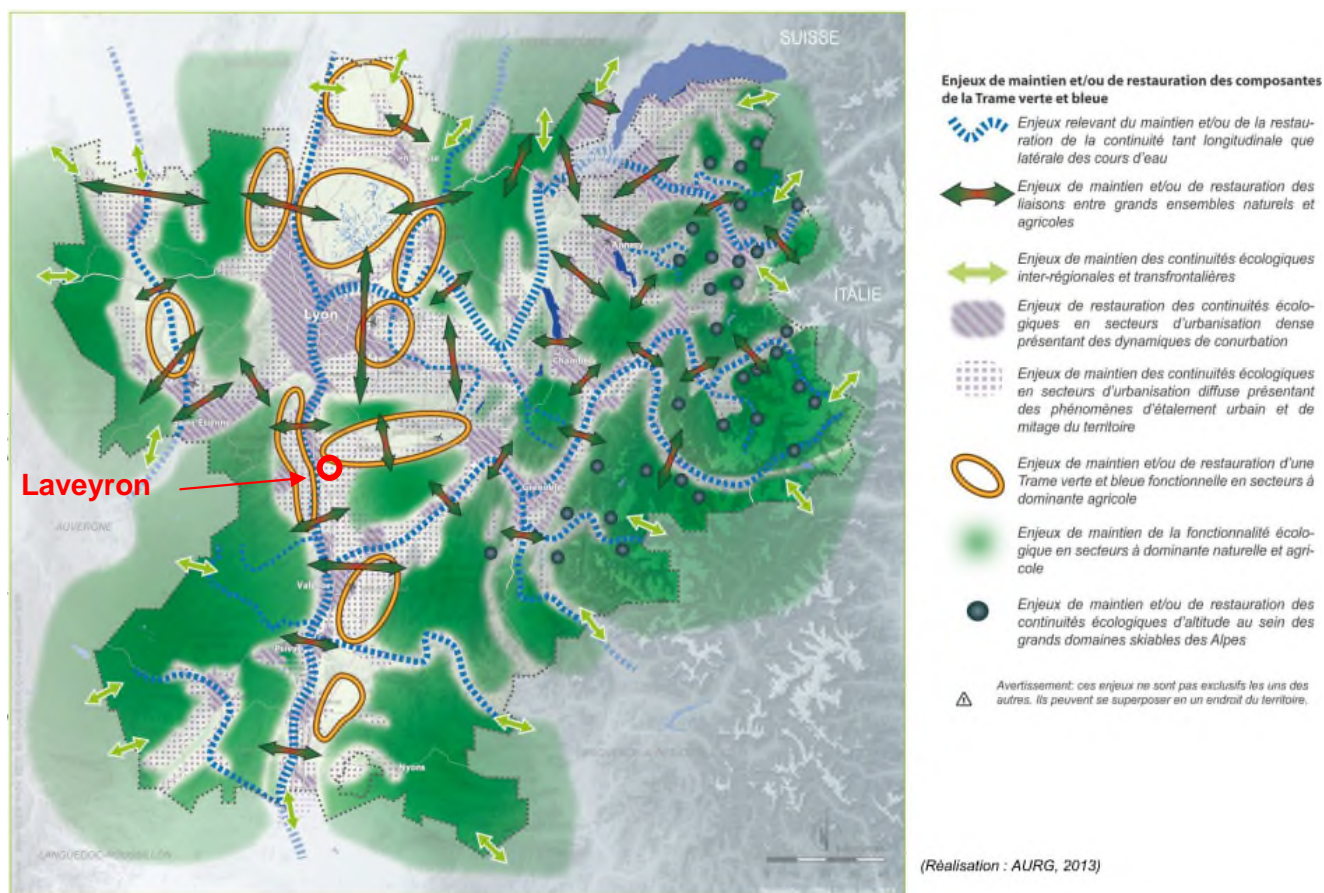 SUISSE
ITALIE
Lyon
Annecy
Grenoble
Nyons
Laveyron
AUVERGNE
LANGUEDOC-ROUSSILLON
Enjeux de maintien et/ou de restauration des composantes
de la Trame verte et bleue
Enjeux relevant du maintien et/ou de la restau-
ration de la continuité tant longitudinale que
latérale des cours d'eau
Enjeux de maintien et/ou de restauration des
liaisons entre grands ensembles naturels et
agricoles
Enjeux de maintien des continuités écologiques
inter-régionales et transfrontalières
Enjeux de restauration des continuités écolo-
giques en secteurs d'urbanisation dense
présentant des dynamiques de conurbation
Enjeux de maintien des continuités écologiques
en secteurs d'urbanisation diffuse présentant
des phénomènes d'étalement urbain et de
mitage du territoire
Enjeux de maintien et/ou de restauration d'une
Trame verte et bleue fonctionnelle en secteurs à
dominante agricole
Enjeux de maintien de la fonctionnalité écolo-
gique en secteurs à dominante naturelle et agri-
cole
Enjeux de maintien et/ou de restauration des
continuités écologiques d'altitude au sein des
grands domaines skiables des Alpes
Avertissement: ces enjeux ne sont pas exclusifs les uns des
autres. Ils peuvent se superposer en un endroit du territoire.
(Réalisation : AURG, 2013)